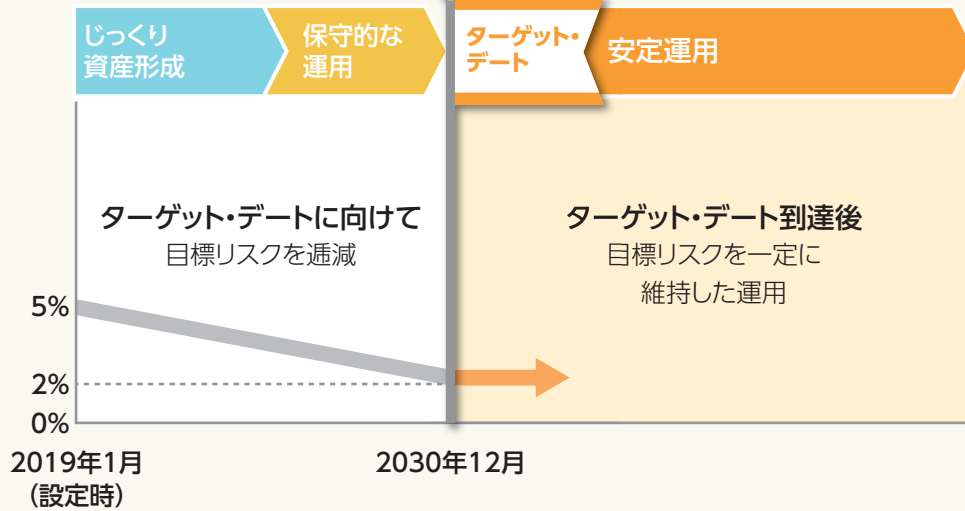 じっくり
資産形成
保守的な
運用
ターゲット・
デート
安定運用
ターゲット・デートに向けて
目標リスクを逓減
ターゲット・デート到達後
目標リスクを一定に
維持した運用
5%
2%
0%
2019年1月
(設定時)
2030年12月